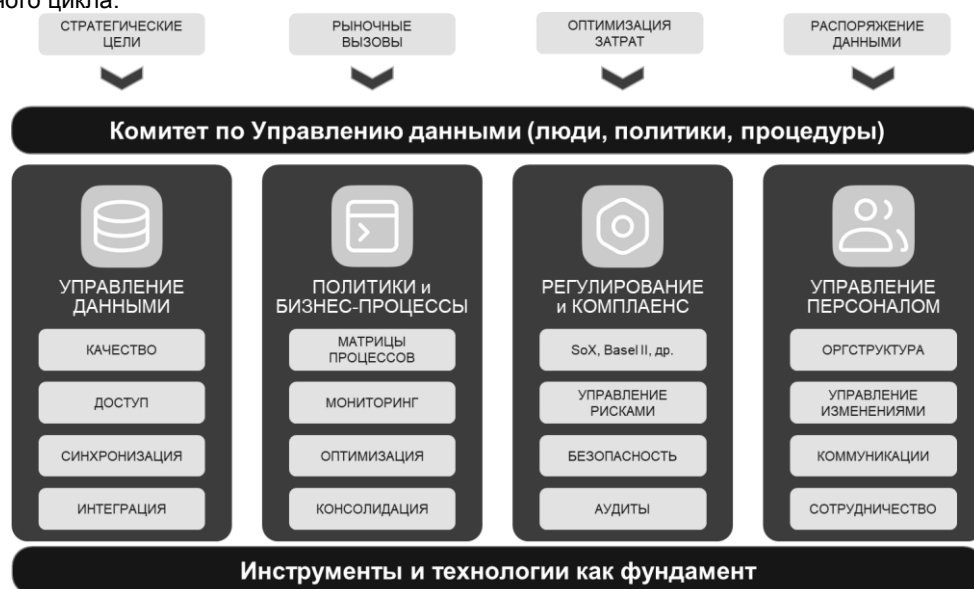 ного цикла.
СТРАТЕГИЧЕСКИЕ
ЦЕЛИ
РЫНОЧНЫЕ
ВЫЗОВЫ
ОПТИМИЗАЦИЯ
ЗАТРАТ
РАСПОРЯЖЕНИЕ
ДАННЫМИ
Комитет по Управлению данными (люди, политики, процедуры)
УПРАВЛЕНИЕ
ДАННЫМИ
КАЧЕСТВО
ДОСТУП
СИНХРОНИЗАЦИЯ
ИНТЕГРАЦИЯ
ПОЛИТИКИ и
БИЗНЕС-ПРОЦЕССЫ
МАТРИЦЫ
ПРОЦЕССОВ
МОНИТОРИНГ
ОПТИМИЗАЦИЯ
КОНСОЛИДАЦИЯ
РЕГУЛИРОВАНИЕ
и КОМПЛАЕНС
SoX, Basel II, др.
УПРАВЛЕНИЕ
РИСКАМИ
БЕЗОПАСНОСТЬ
АУДИТЫ
УПРАВЛЕНИЕ
ПЕРСОНАЛОМ
ОРГСТРУКТУРА
УПРАВЛЕНИЕ
ИЗМЕНЕНИЯМИ
КОММУНИКАЦИИ
СОТРУДНИЧЕСТВО
Инструменты и технологии как фундамент